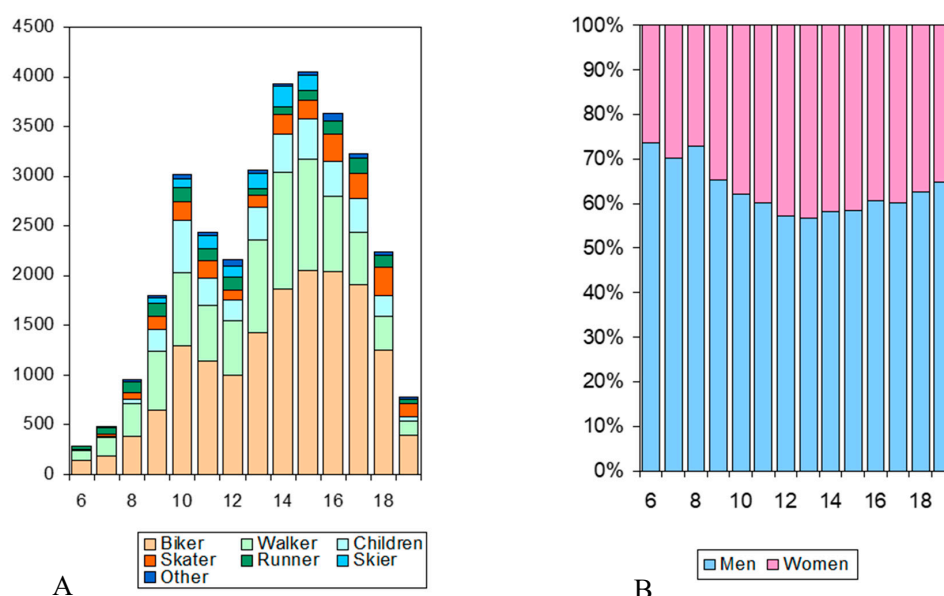 4500
4000
3500
3000
2500
2000
1500
1000
500
0
6 8 10 12 14 16 18
Biker Walker Children
Skater Runner Skier
Other
A
100%
90%
80%
70%
60%
50%
40%
30%
20%
10%
0%
6 8 10 12 14 16 18
Men Women
B